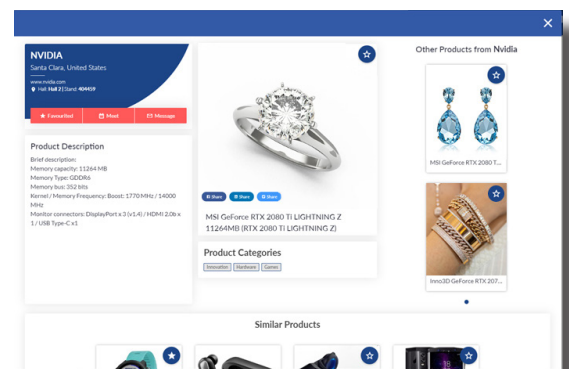 NVIDIA
Santa Clara, United States
www.nvidia.com
Hall: Hall 2 | Stand: 404459
Favourited
Meet
Message
Product Description
Brief description:
Memory capacity: 11264 MB
Memory Type: GDDR6
Memory bus: 352 bits
Kernel / Memory Frequency: Boost: 1770 MHz / 14000
MHz
Monitor connectors: DisplayPort x 3 (v1.4) / HDMI 2.0b x
1 / USB Type-C x1
Share
Share
Share
MSI GeForce RTX 2080 Ti LIGHTNING Z
11264MB (RTX 2080 TI LIGHTNING Z)
Product Categories
Innovation
Hardware
Games
Other Products from Nvidia
MSI GeForce RTX 2080 T...
Inno3D GeForce RTX 207...
Similar Products